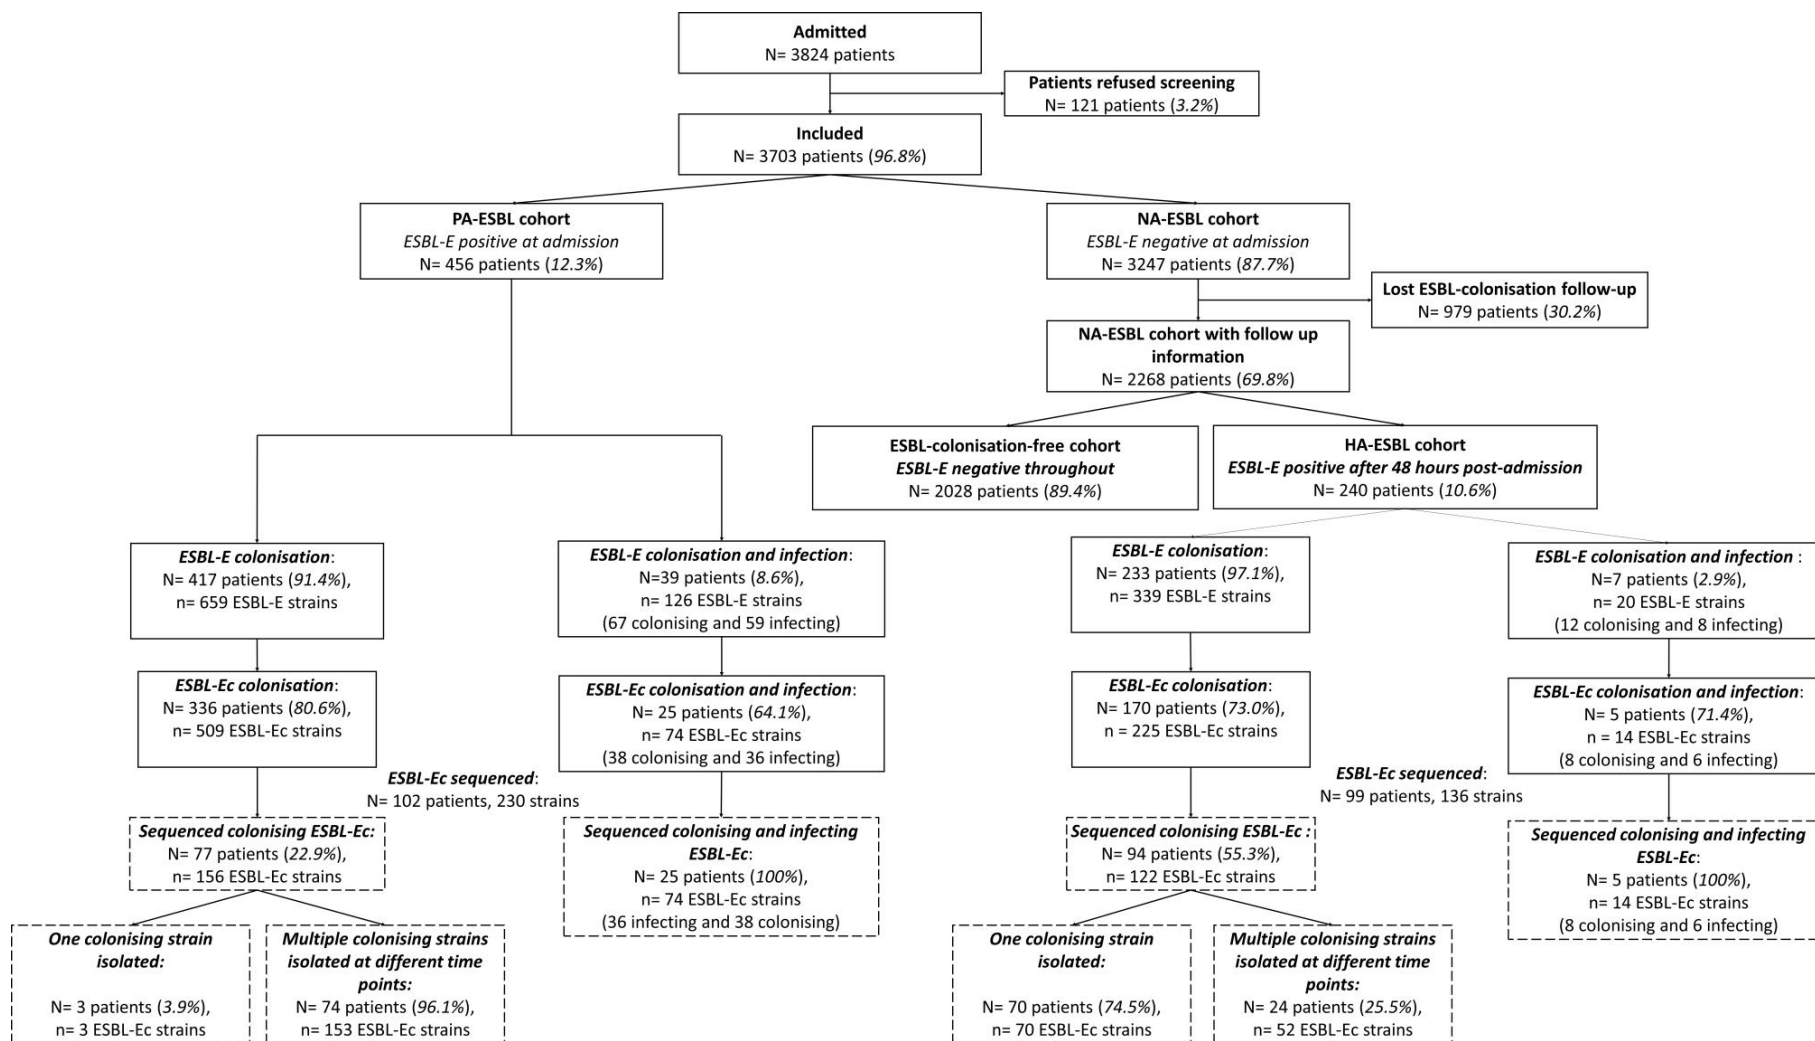 Admitted
N= 3824 patients
Patients refused screening
N= 121 patients (3.2%)
Included
N= 3703 patients (96.8%)
PA-ESBL cohort
ESBL-E positive at admission
N= 456 patients (12.3%)
NA-ESBL cohort
ESBL-E negative at admission
N= 3247 patients (87.7%)
Lost ESBL-colonisation follow-up
N= 979 patients (30.2%)
NA-ESBL cohort with follow up
information
N= 2268 patients (69.8%)
ESBL-colonisation-free cohort
ESBL-E negative throughout
N= 2028 patients (89.4%)
HA-ESBL cohort
ESBL-E positive after 48 hours post-admission
N= 240 patients (10.6%)
ESBL-E colonisation:
N= 417 patients (91.4%),
n= 659 ESBL-E strains
ESBL-E colonisation and infection:
N=39 patients (8.6%),
n= 126 ESBL-E strains
(67 colonising and 59 infecting)
ESBL-E colonisation:
N= 233 patients (97.1%),
n= 339 ESBL-E strains
ESBL-E colonisation and infection :
N=7 patients (2.9%),
n= 20 ESBL-E strains
(12 colonising and 8 infecting)
ESBL-Ec colonisation:
N= 336 patients (80.6%),
n= 509 ESBL-Ec strains
ESBL-Ec colonisation and infection:
N= 25 patients (64.1%),
n= 74 ESBL-Ec strains
(38 colonising and 36 infecting)
ESBL-Ec colonisation:
N= 170 patients (73.0%),
n = 225 ESBL-Ec strains
ESBL-Ec colonisation and infection:
N= 5 patients (71.4%),
n = 14 ESBL-Ec strains
(8 colonising and 6 infecting)
ESBL-Ec sequenced:
N= 102 patients, 230 strains
ESBL-Ec sequenced:
N= 99 patients, 136 strains
Sequenced colonising ESBL-Ec:
N= 77 patients (22.9%),
n= 156 ESBL-Ec strains
Sequenced colonising and infecting
ESBL-Ec:
N= 25 patients (100%),
n= 74 ESBL-Ec strains
(36 infecting and 38 colonising)
Sequenced colonising ESBL-Ec :
N= 94 patients (55.3%),
n= 122 ESBL-Ec strains
Sequenced colonising and infecting
ESBL-Ec:
N= 5 patients (100%),
n= 14 ESBL-Ec strains
(8 colonising and 6 infecting)
One colonising strain
isolated:
N= 3 patients (3.9%),
n= 3 ESBL-Ec strains
Multiple colonising strains
isolated at different time
points:
N= 74 patients (96.1%),
n= 153 ESBL-Ec strains
One colonising strain
isolated:
N= 70 patients (74.5%),
n= 70 ESBL-Ec strains
Multiple colonising strains
isolated at different time
points:
N= 24 patients (25.5%),
n= 52 ESBL-Ec strains